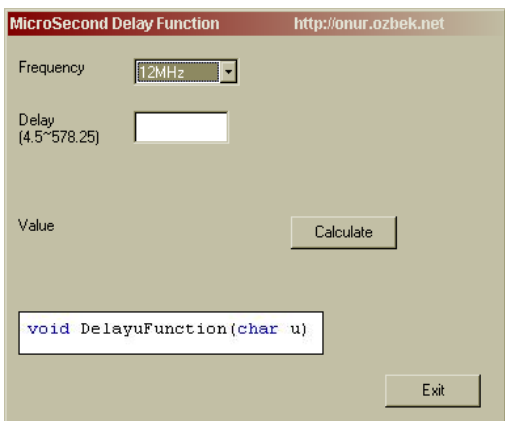 MicroSecond Delay Function http://onur.ozbek.net
Frequency 12MHz
Delay
(4.5~578.25)
Value Calculate
void DelayuFunction(char u)
Exit